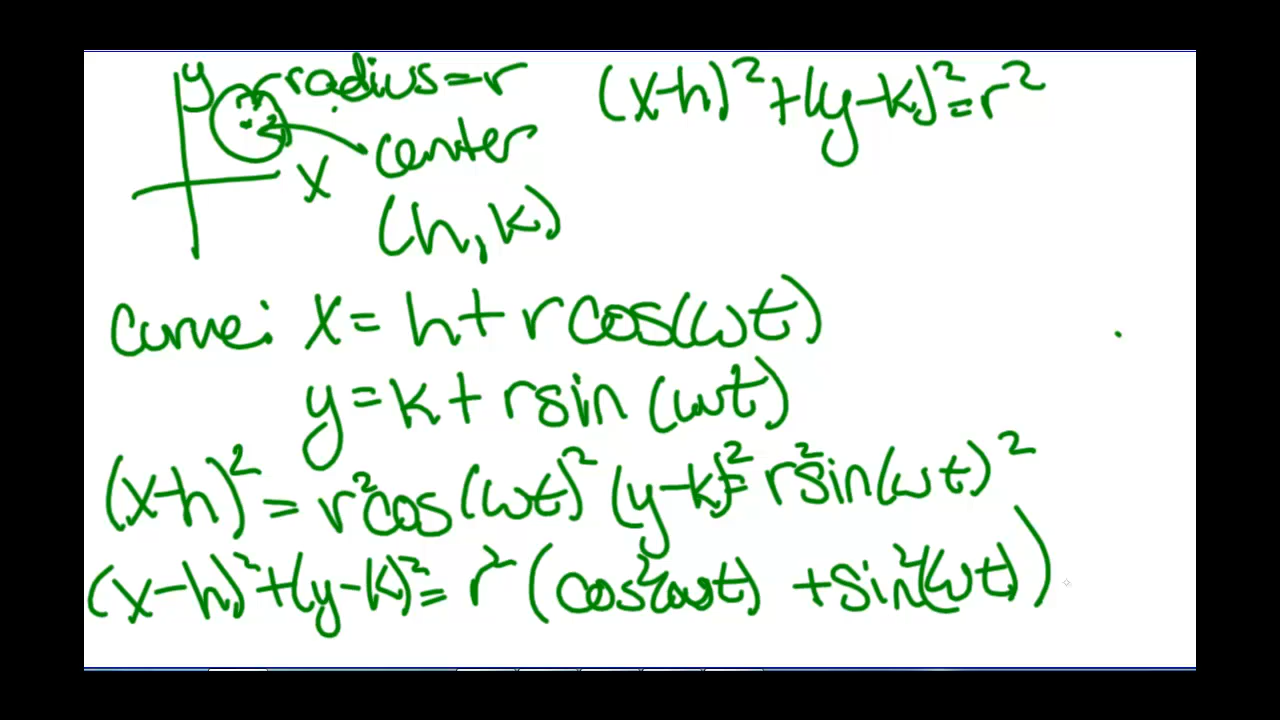 y radius=r (x-h)²+(y-k)²=r²
x center
(h,k)
Curve: x= h+ r cos(ωt)
y=k+ rsin (ωt)
(x-h)² = r²cos(ωt)² (y-k)²= r²sin(ωt)²
(x-h)²+(y-k)²= r²(cos²(ωt) +sin²(ωt))